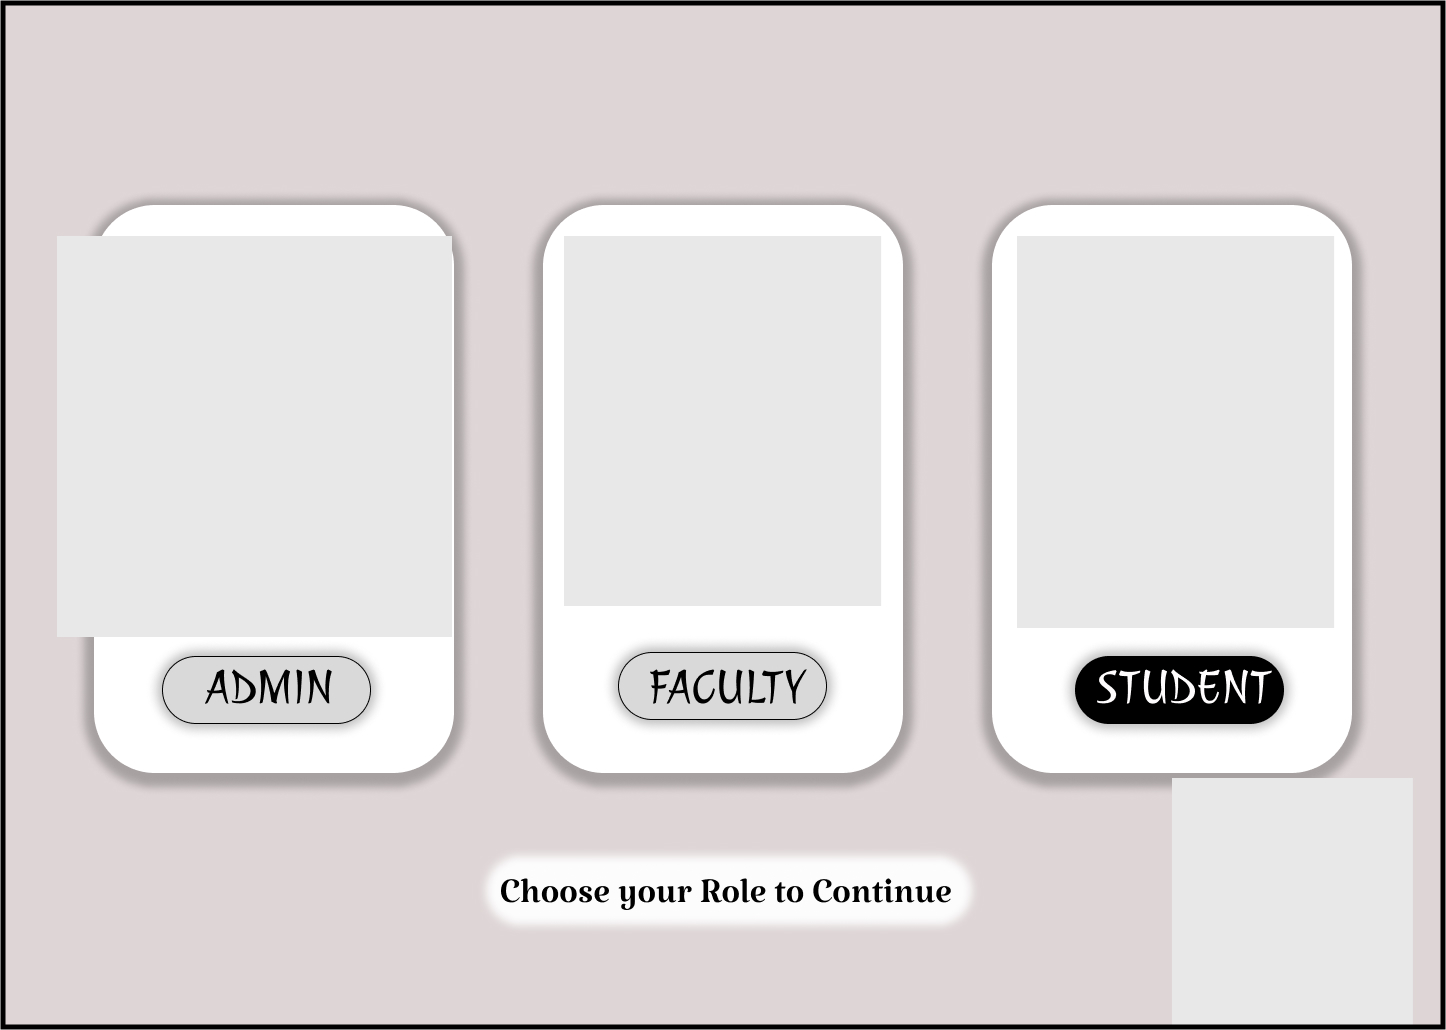 ADMIN
FACULTY
STUDENT
Choose your Role to Continue